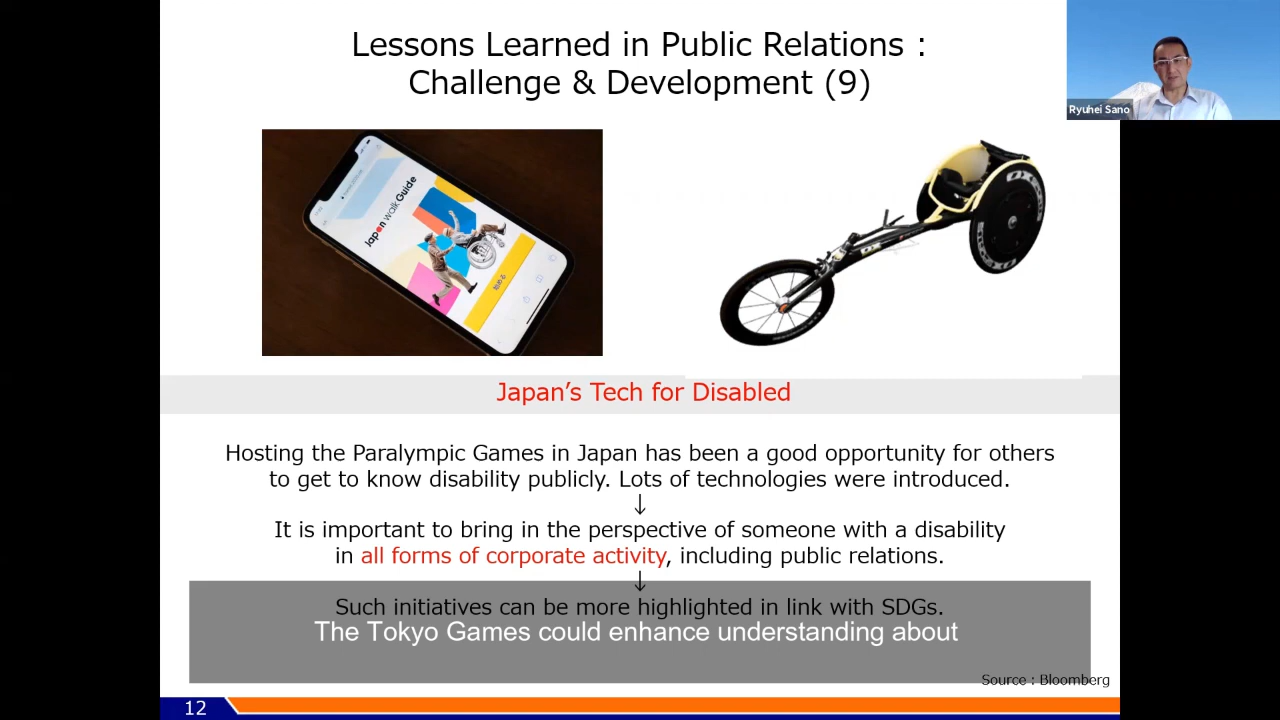 Lessons Learned in Public Relations :
Challenge & Development (9)
Ryuhei Sano
Japan walk Guide
OX
OX
Japan's Tech for Disabled
Hosting the Paralympic Games in Japan has been a good opportunity for others
to get to know disability publicly. Lots of technologies were introduced.
↓
It is important to bring in the perspective of someone with a disability
in all forms of corporate activity, including public relations.
↓
Such initiatives can be more highlighted in link with SDGs.
The Tokyo Games could enhance understanding about
Source : Bloomberg
12